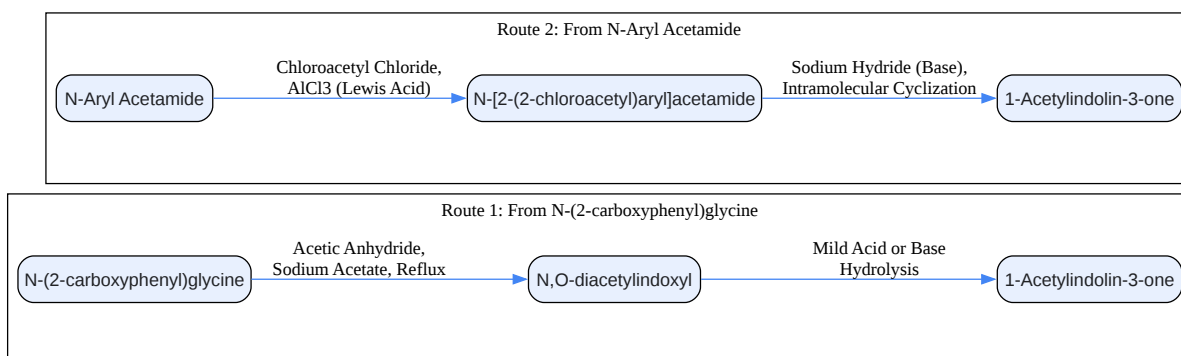 Route 2: From N-Aryl Acetamide
N-Aryl Acetamide
Chloroacetyl Chloride,
AlCl3 (Lewis Acid)
N-[2-(2-chloroacetyl)aryl]acetamide
Sodium Hydride (Base),
Intramolecular Cyclization
1-Acetylindolin-3-one
Route 1: From N-(2-carboxyphenyl)glycine
N-(2-carboxyphenyl)glycine
Acetic Anhydride,
Sodium Acetate, Reflux
N,O-diacetylindoxyl
Mild Acid or Base
Hydrolysis
1-Acetylindolin-3-one